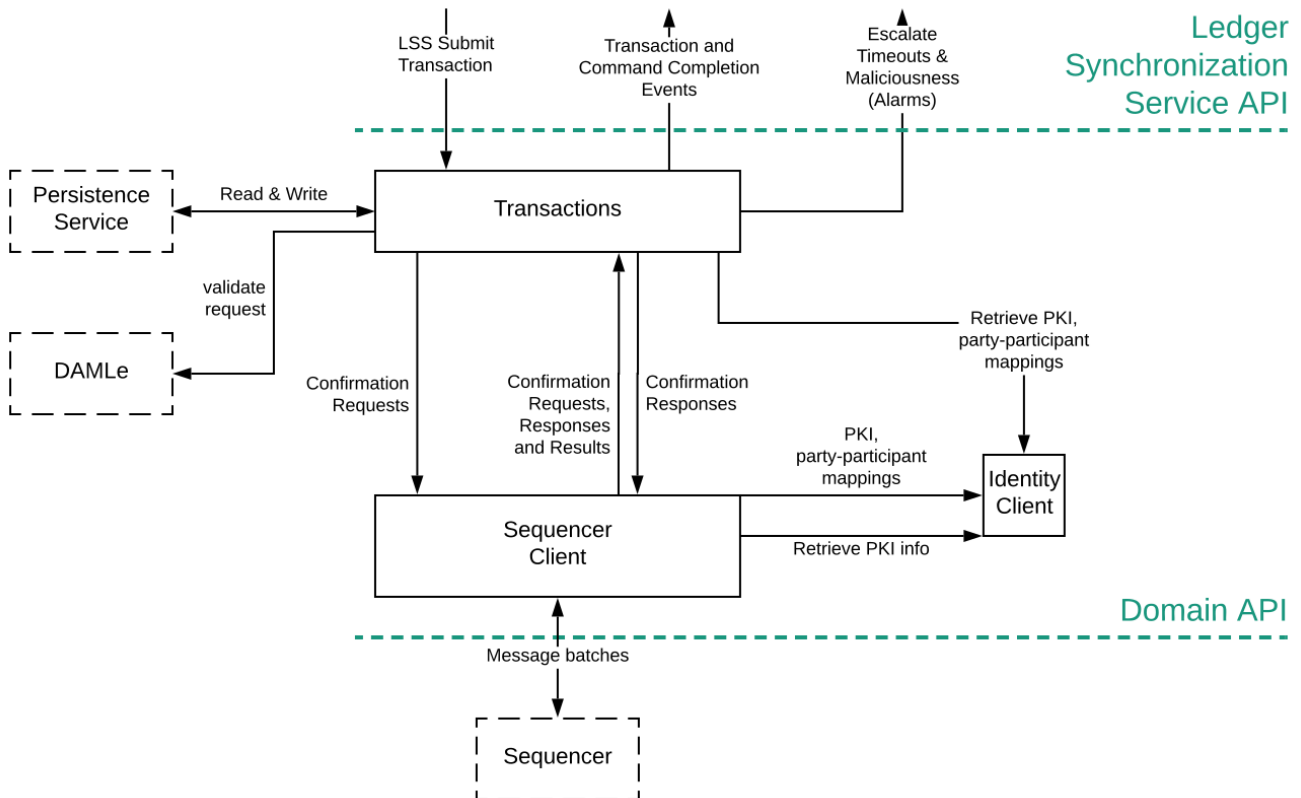 LSS Submit
Transaction
Transaction and
Command Completion
Events
Escalate
Timeouts &
Maliciousness
(Alarms)
Ledger
Synchronization
Service API
Persistence
Service
Read & Write
Transactions
validate
request
DAMLe
Confirmation
Requests
Confirmation
Requests,
Responses
and Results
Confirmation
Responses
Retrieve PKI,
party-participant
mappings
PKI,
party-participant
mappings
Identity
Client
Sequencer
Client
Retrieve PKI info
Domain API
Message batches
Sequencer